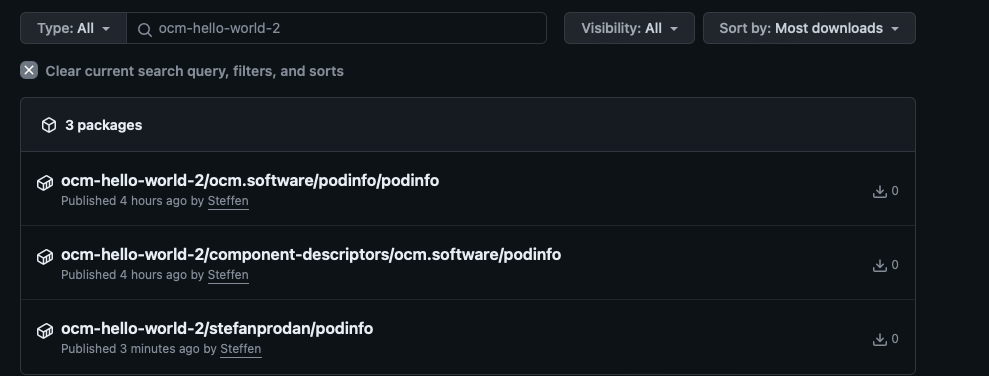 Type: All
ocm-hello-world-2
Visibility: All
Sort by: Most downloads
Clear current search query, filters, and sorts
3 packages
ocm-hello-world-2/ocm.software/podinfo/podinfo
Published 4 hours ago by Steffen
0
ocm-hello-world-2/component-descriptors/ocm.software/podinfo
Published 4 hours ago by Steffen
0
ocm-hello-world-2/stefanprodan/podinfo
Published 3 minutes ago by Steffen
0